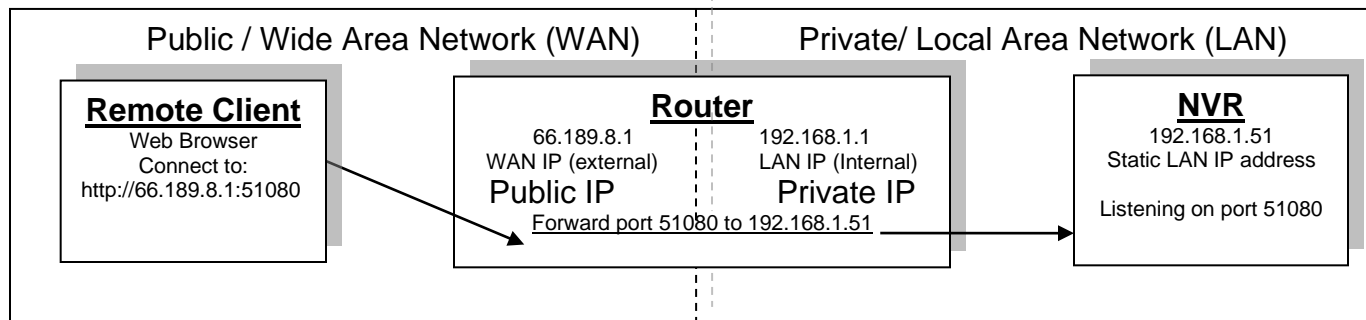 Public / Wide Area Network (WAN)
Private/ Local Area Network (LAN)
Remote Client
Web Browser
Connect to:
http://66.189.8.1:51080
Router
66.189.8.1
WAN IP (external)
Public IP
192.168.1.1
LAN IP (Internal)
Private IP
Forward port 51080 to 192.168.1.51
NVR
192.168.1.51
Static LAN IP address
Listening on port 51080